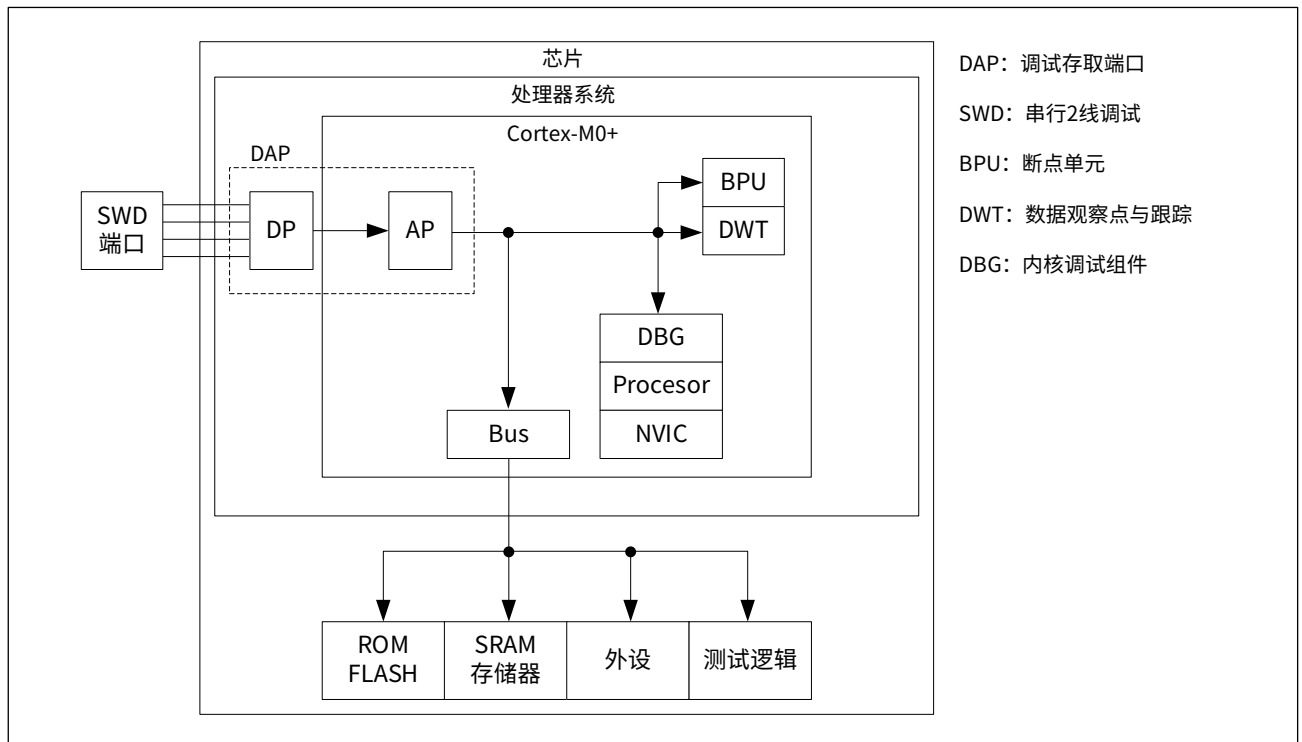 芯片
处理器系统
Cortex-M0+
DAP
SWD
端口
DP
AP
BPU
DWT
DBG
Procesor
NVIC
Bus
ROM
FLASH
SRAM
存储器
外设
测试逻辑
DAP：调试存取端口
SWD：串行2线调试
BPU：断点单元
DWT：数据观察点与跟踪
DBG：内核调试组件